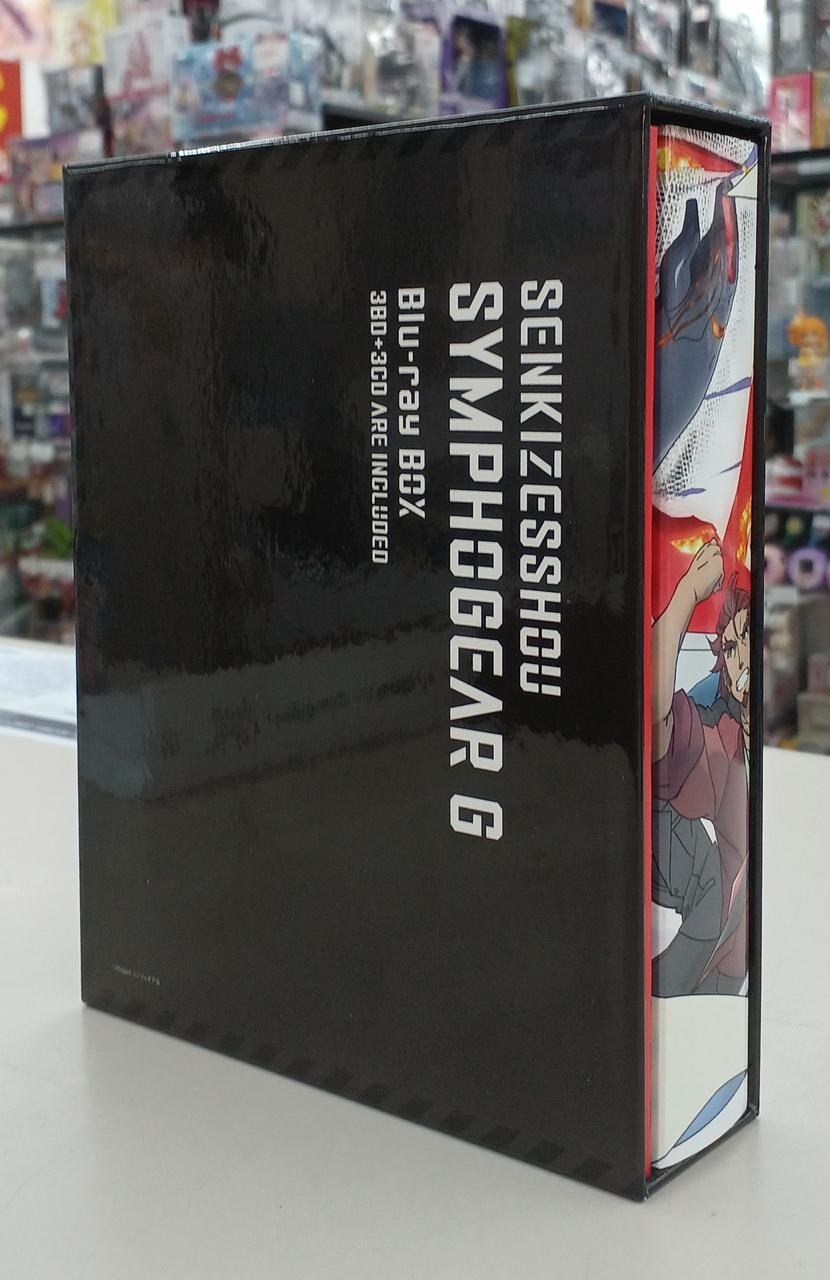 SENKIZESSHOU
SYMPHOGEAR G
Blu-ray BOX
3BD+3CD ARE INCLUDED